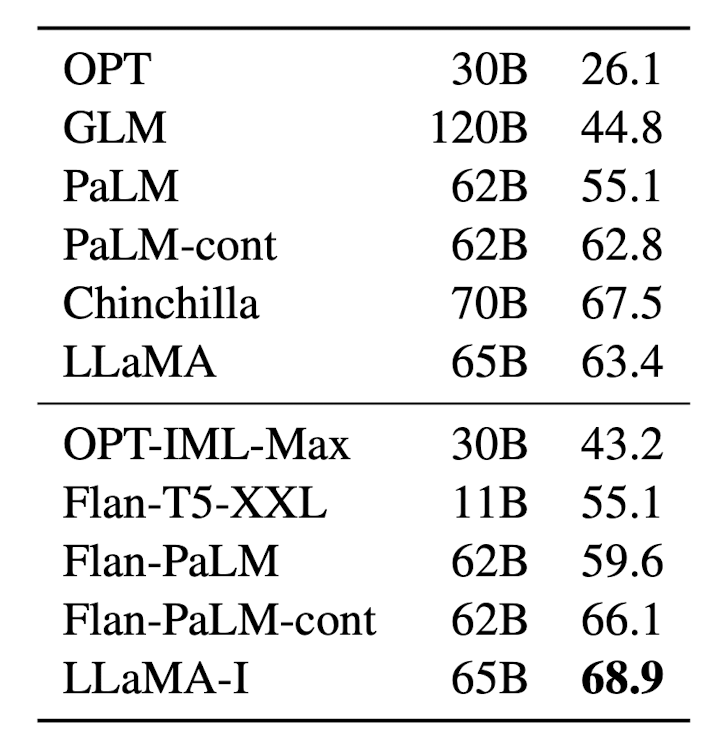 OPT 30B 26.1
GLM 120B 44.8
PaLM 62B 55.1
PaLM-cont 62B 62.8
Chinchilla 70B 67.5
LLaMA 65B 63.4
OPT-IML-Max 30B 43.2
Flan-T5-XXL 11B 55.1
Flan-PaLM 62B 59.6
Flan-PaLM-cont 62B 66.1
LLaMA-I 65B 68.9